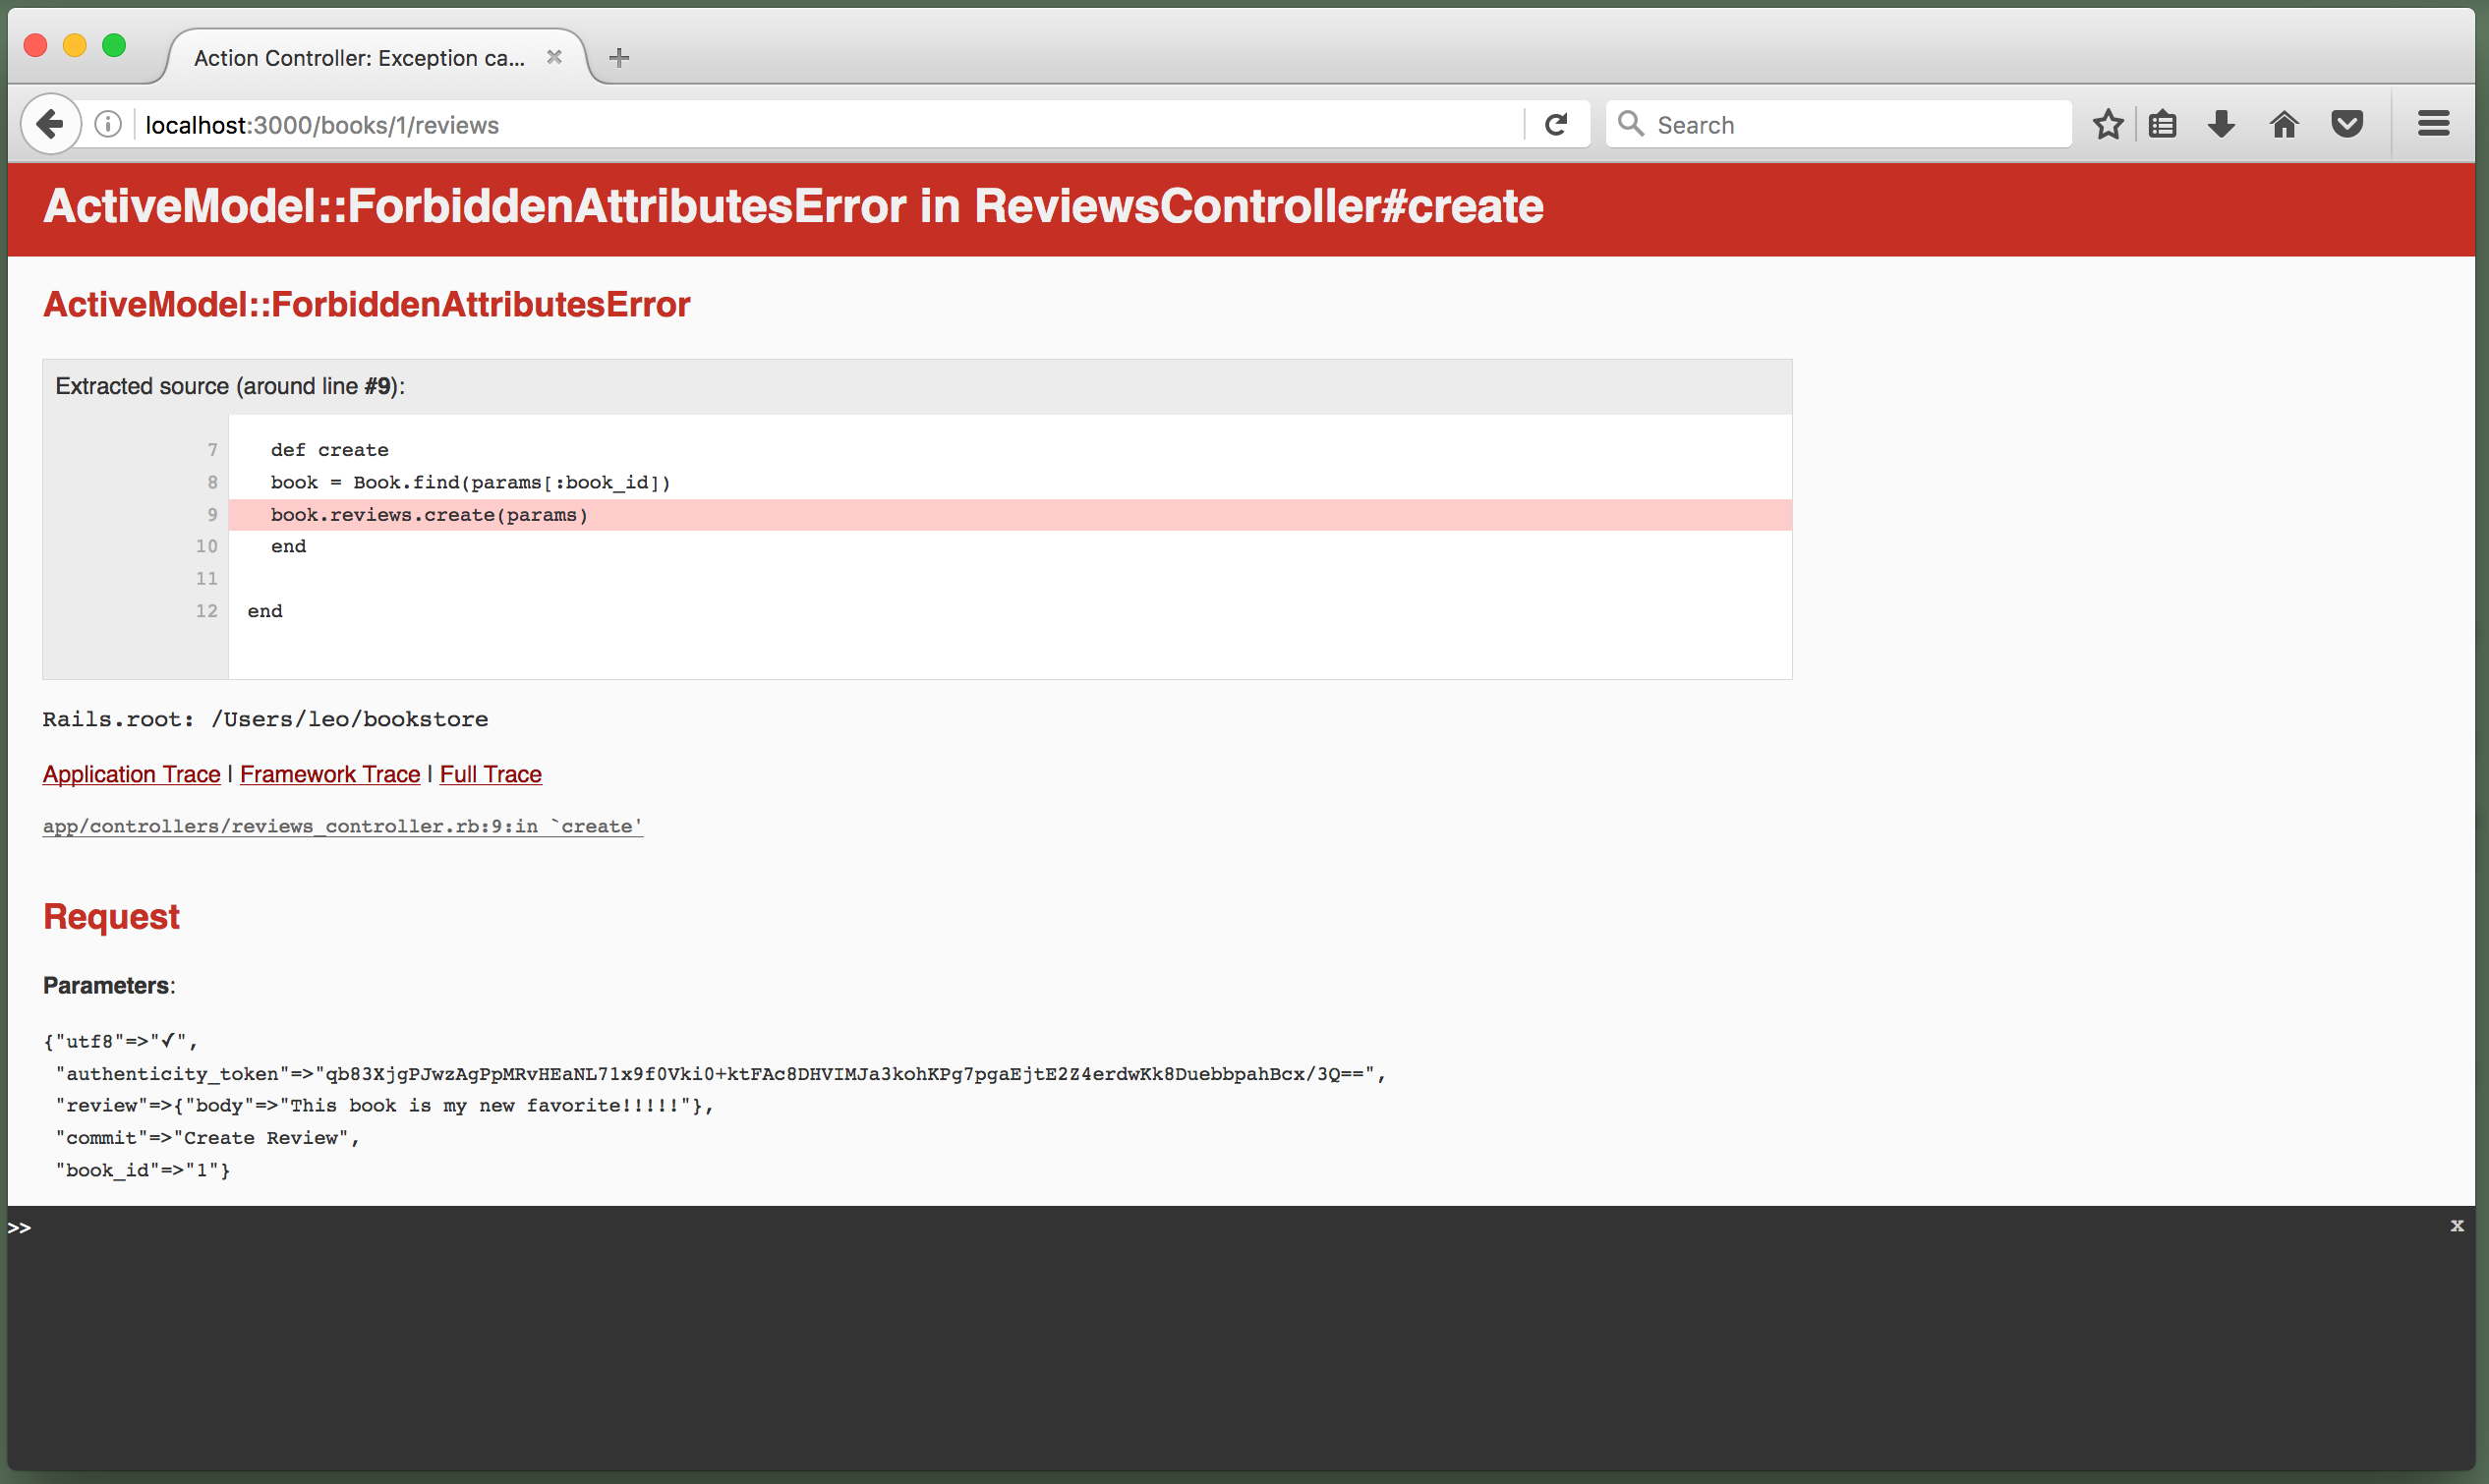 Action Controller: Exception ca...
localhost:3000/books/1/reviews
Search
ActiveModel::ForbiddenAttributesError in ReviewsController#create
ActiveModel::ForbiddenAttributesError
Extracted source (around line #9):
7 def create
8 book = Book.find(params[:book_id])
9 book.reviews.create(params)
10 end
11
12 end
Rails.root: /Users/leo/bookstore
Application Trace | Framework Trace | Full Trace
app/controllers/reviews_controller.rb:9:in `create'
Request
Parameters:
{"utf8"=>"✓",
"authenticity_token"=>"qb83XjgPJwzAgPpMRvHEaNL71x9f0Vki0+ktFAc8DHVIMJa3kohKPg7pgaEjtE2Z4erdwKk8DuebbpahBcx/3Q==",
"review"=>{"body"=>"This book is my new favorite!!!!!"},
"commit"=>"Create Review",
"book_id"=>"1"}
>>
x